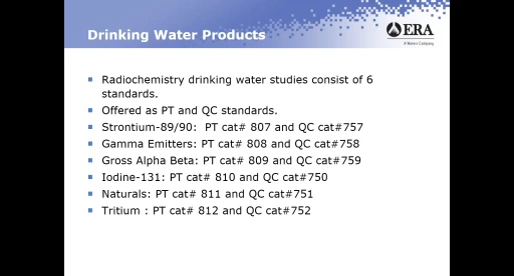 Drinking Water Products
ERA
A Waters Company
Radiochemistry drinking water studies consist of 6
standards.
Offered as PT and QC standards.
Strontium-89/90: PT cat# 807 and QC cat#757
Gamma Emitters: PT cat# 808 and QC cat#758
Gross Alpha Beta: PT cat# 809 and QC cat#759
Iodine-131: PT cat# 810 and QC cat#750
Naturals: PT cat# 811 and QC cat#751
Tritium : PT cat# 812 and QC cat#752